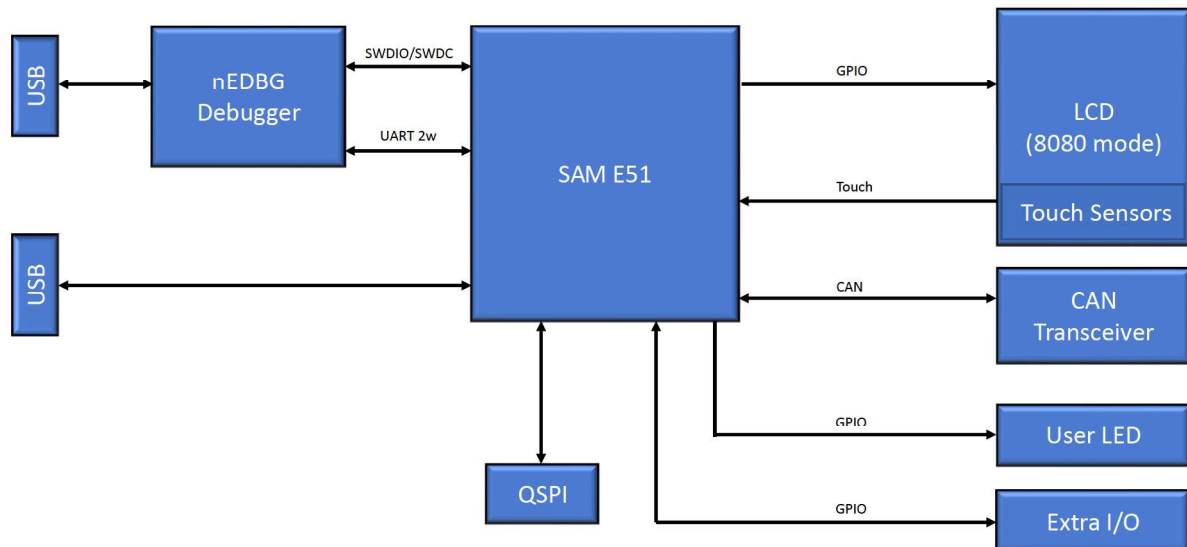 USB
nEDBG
Debugger
SWDIO/SWDC
UART 2w
SAM E51
GPIO
LCD
(8080 mode)
Touch
Touch Sensors
USB
CAN
CAN
Transceiver
GPIO
User LED
QSPI
GPIO
Extra I/O